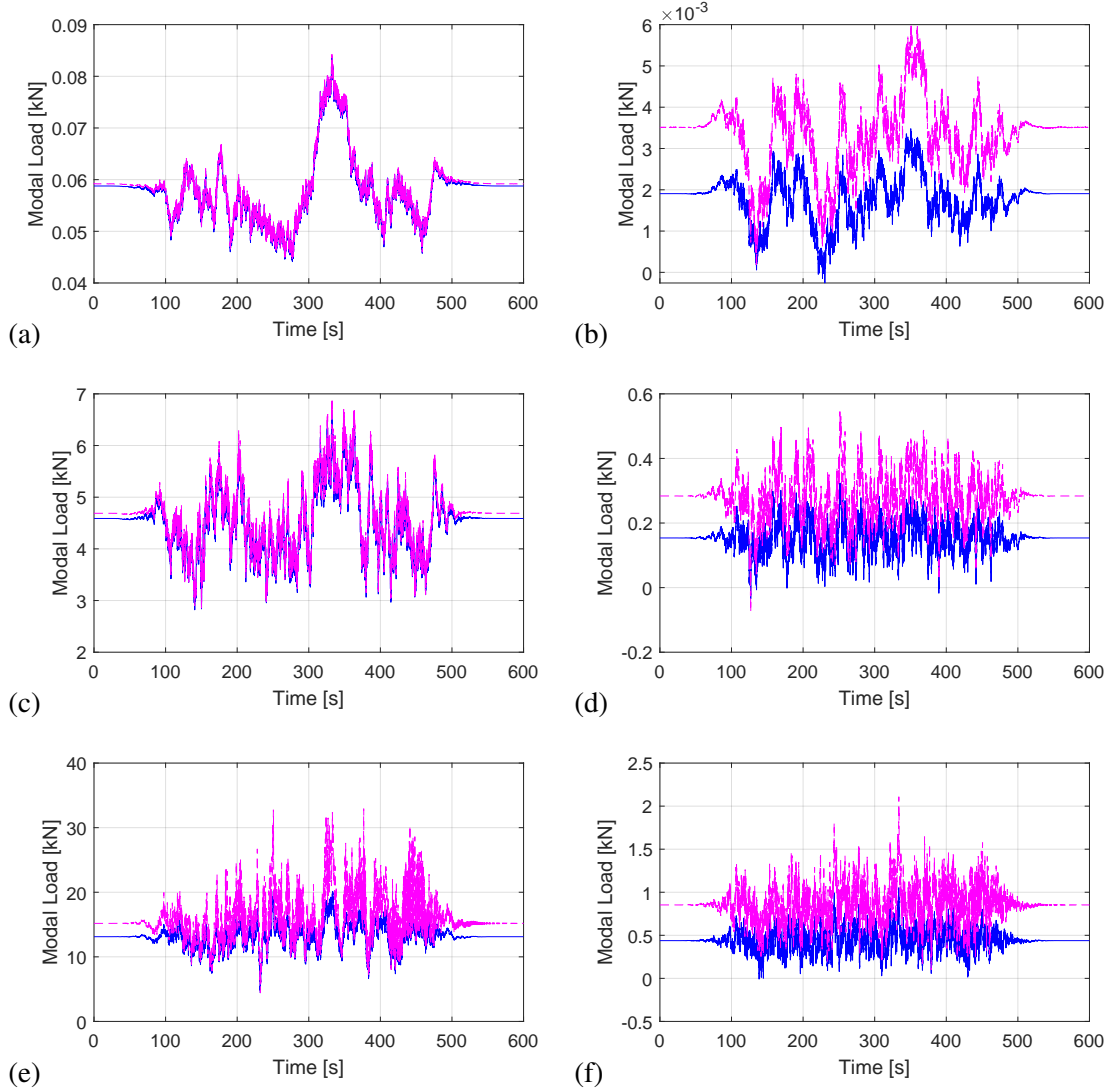 0.09
0.08
0.07
0.06
0.05
0.04
Modal Load [kN]
0 100 200 300 400 500 600
Time [s]
(a)
×10⁻³
6
5
4
3
2
1
0
Modal Load [kN]
0 100 200 300 400 500 600
Time [s]
(b)
7
6
5
4
3
2
Modal Load [kN]
0 100 200 300 400 500 600
Time [s]
(c)
0.6
0.4
0.2
0
-0.2
Modal Load [kN]
0 100 200 300 400 500 600
Time [s]
(d)
40
30
20
10
0
Modal Load [kN]
0 100 200 300 400 500 600
Time [s]
(e)
2.5
2
1.5
1
0.5
0
-0.5
Modal Load [kN]
0 100 200 300 400 500 600
Time [s]
(f)